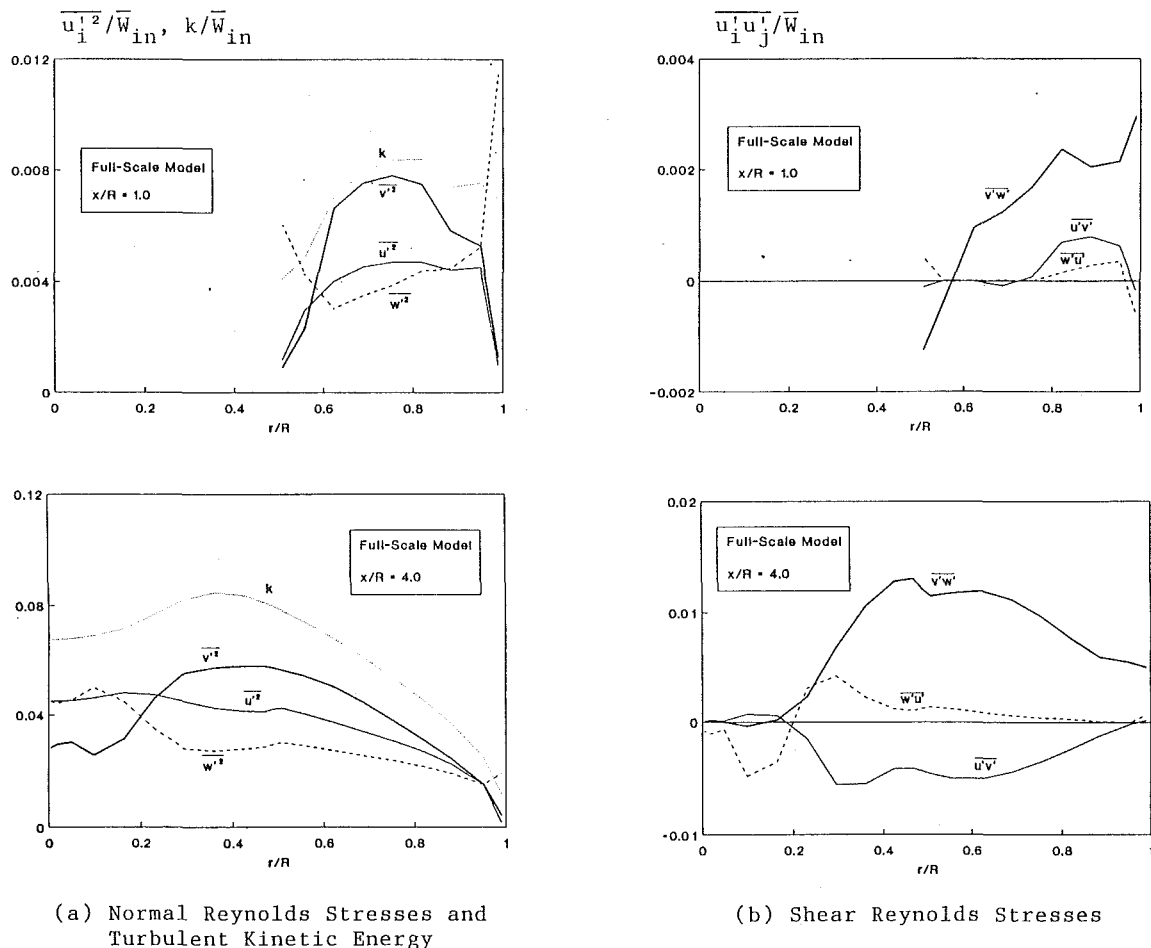 u̅ᵢ'²/W̅in, k/W̅in
u̅ᵢ'uⱼ'/W̅in
0.012
0.008
0.004
0
Full-Scale Model
x/R = 1.0
k
v'²
u'²
w'²
0 0.2 0.4 0.6 0.8 1
r/R
0.004
0.002
0
-0.002
Full-Scale Model
x/R = 1.0
v'w'
u'v'
w'u'
0 0.2 0.4 0.6 0.8 1
r/R
0.12
0.08
0.04
0
Full-Scale Model
x/R = 4.0
k
v'²
u'²
w'²
0 0.2 0.4 0.6 0.8 1
r/R
0.02
0.01
0
-0.01
Full-Scale Model
x/R = 4.0
v'w'
w'u'
u'v'
0 0.2 0.4 0.6 0.8 1
r/R
(a) Normal Reynolds Stresses and
Turbulent Kinetic Energy
(b) Shear Reynolds Stresses